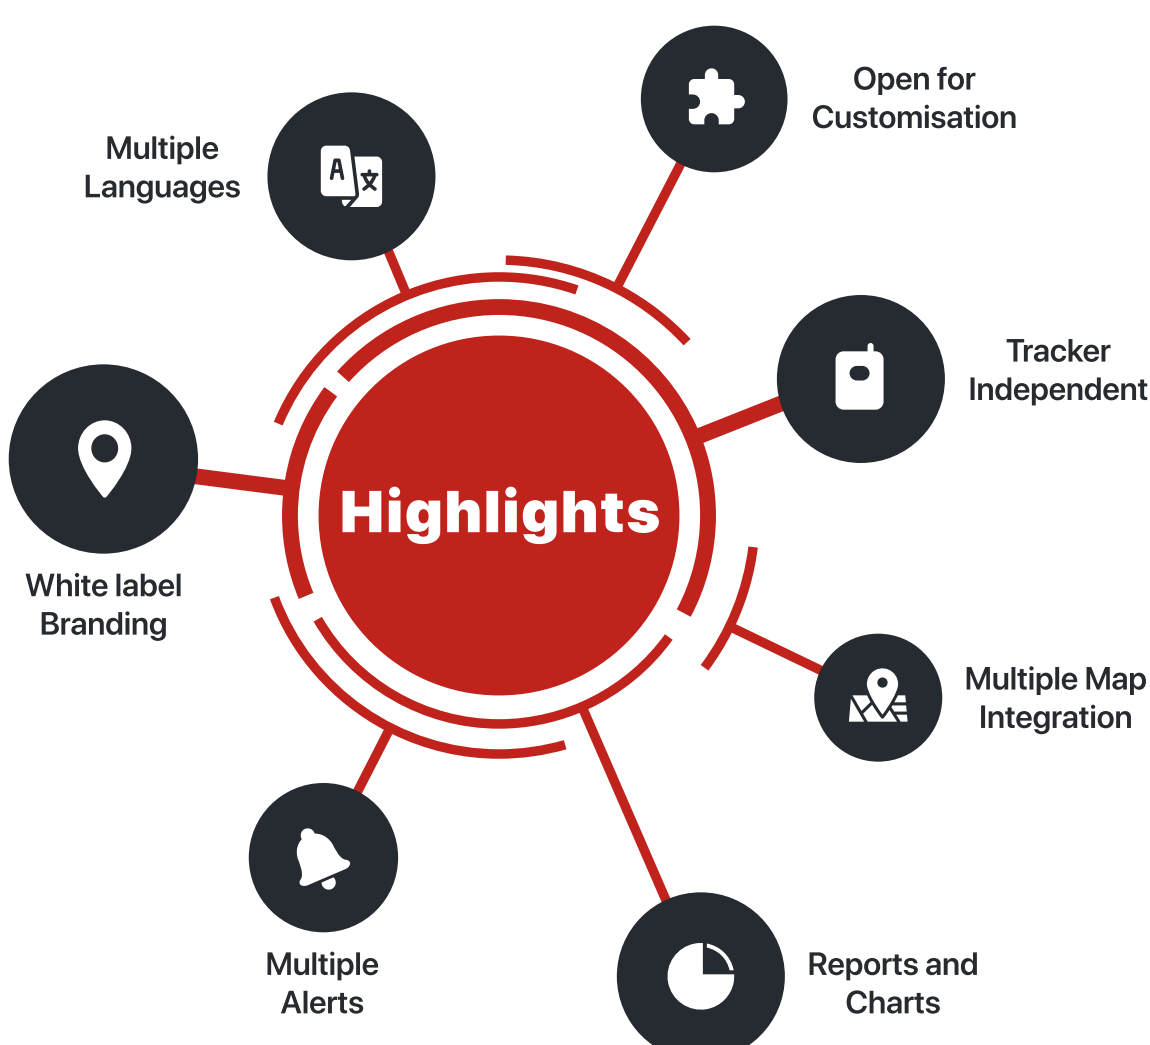 Open for
Customisation
Multiple
Languages
Tracker
Independent
Highlights
White label
Branding
Multiple Map
Integration
Multiple
Alerts
Reports and
Charts